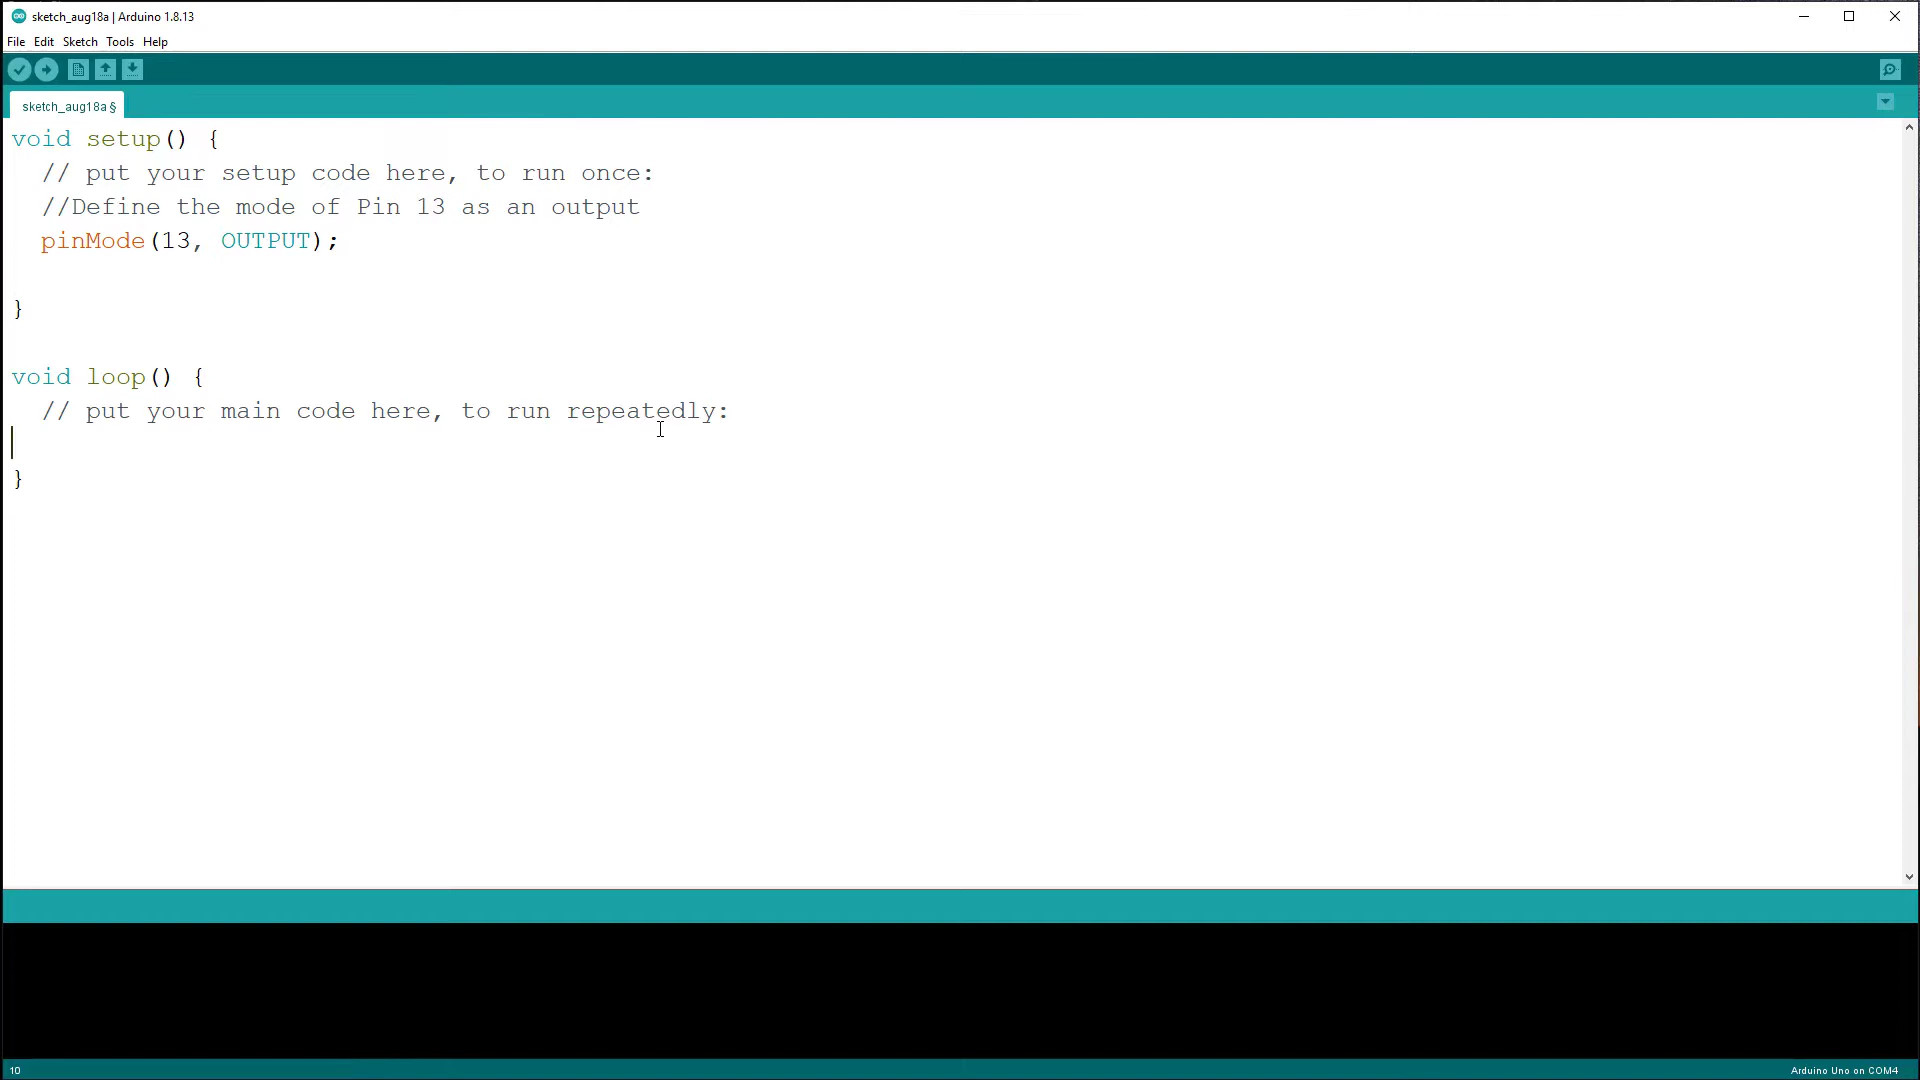 sketch_aug18a | Arduino 1.8.13
File Edit Sketch Tools Help
sketch_aug18a §
void setup() {
  // put your setup code here, to run once:
  //Define the mode of Pin 13 as an output
  pinMode(13, OUTPUT);
}
void loop() {
  // put your main code here, to run repeatedly:
}
10
Arduino Uno on COM4